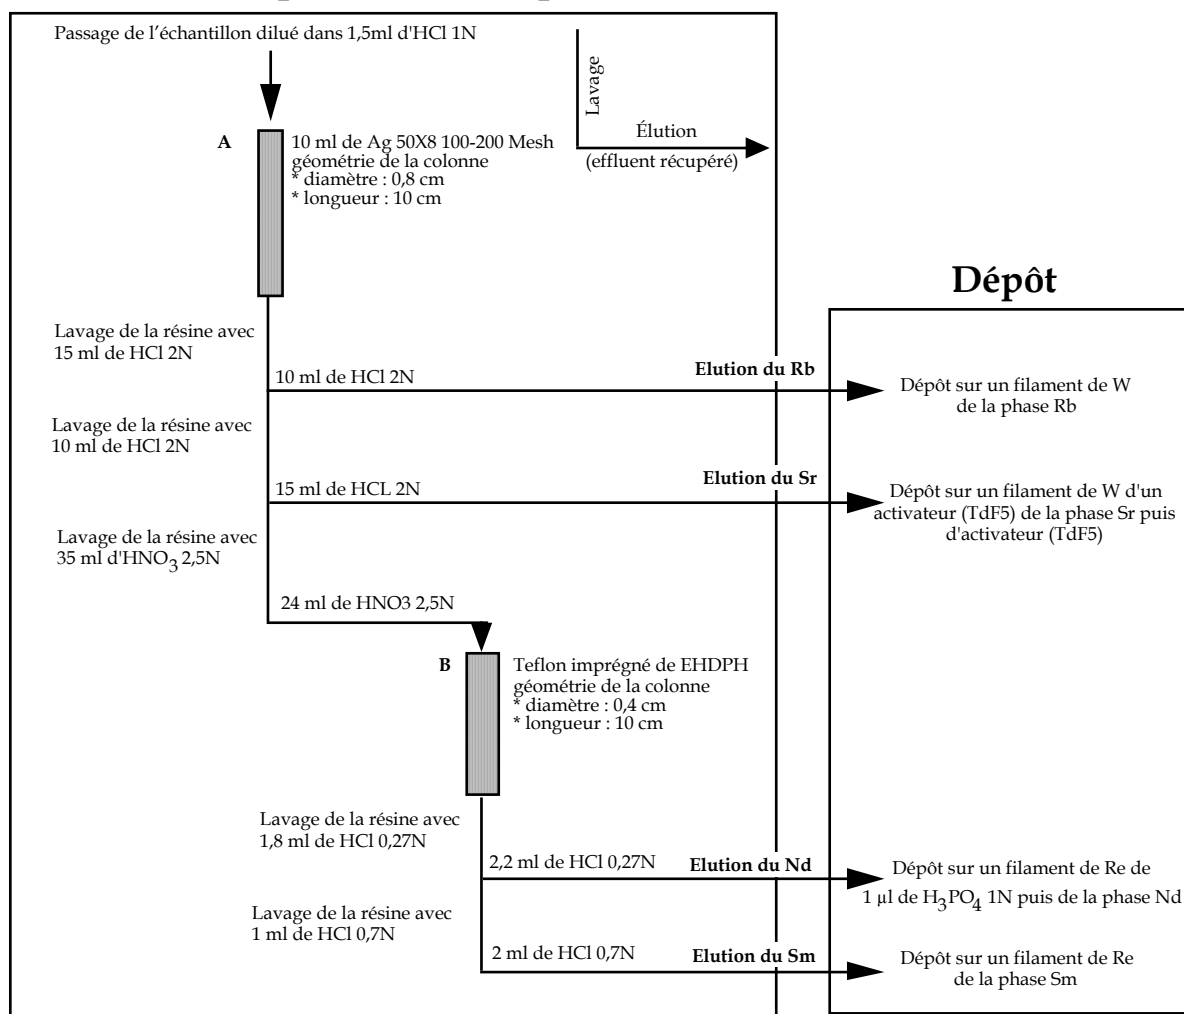 Passage de l'échantillon dilué dans 1,5ml d'HCl 1N
Lavage
Élution
(effluent récupéré)
A
10 ml de Ag 50X8 100-200 Mesh
géométrie de la colonne
* diamètre : 0,8 cm
* longueur : 10 cm
Dépôt
Lavage de la résine avec
15 ml de HCl 2N
10 ml de HCl 2N
Elution du Rb
Dépôt sur un filament de W
de la phase Rb
Lavage de la résine avec
10 ml de HCl 2N
15 ml de HCL 2N
Elution du Sr
Dépôt sur un filament de W d'un
activateur (TdF5) de la phase Sr puis
d'activateur (TdF5)
Lavage de la résine avec
35 ml d'HNO3 2,5N
24 ml de HNO3 2,5N
B
Teflon imprégné de EHDPH
géométrie de la colonne
* diamètre : 0,4 cm
* longueur : 10 cm
Lavage de la résine avec
1,8 ml de HCl 0,27N
2,2 ml de HCl 0,27N
Elution du Nd
Dépôt sur un filament de Re de
1 µl de H3PO4 1N puis de la phase Nd
Lavage de la résine avec
1 ml de HCl 0,7N
2 ml de HCl 0,7N
Elution du Sm
Dépôt sur un filament de Re
de la phase Sm